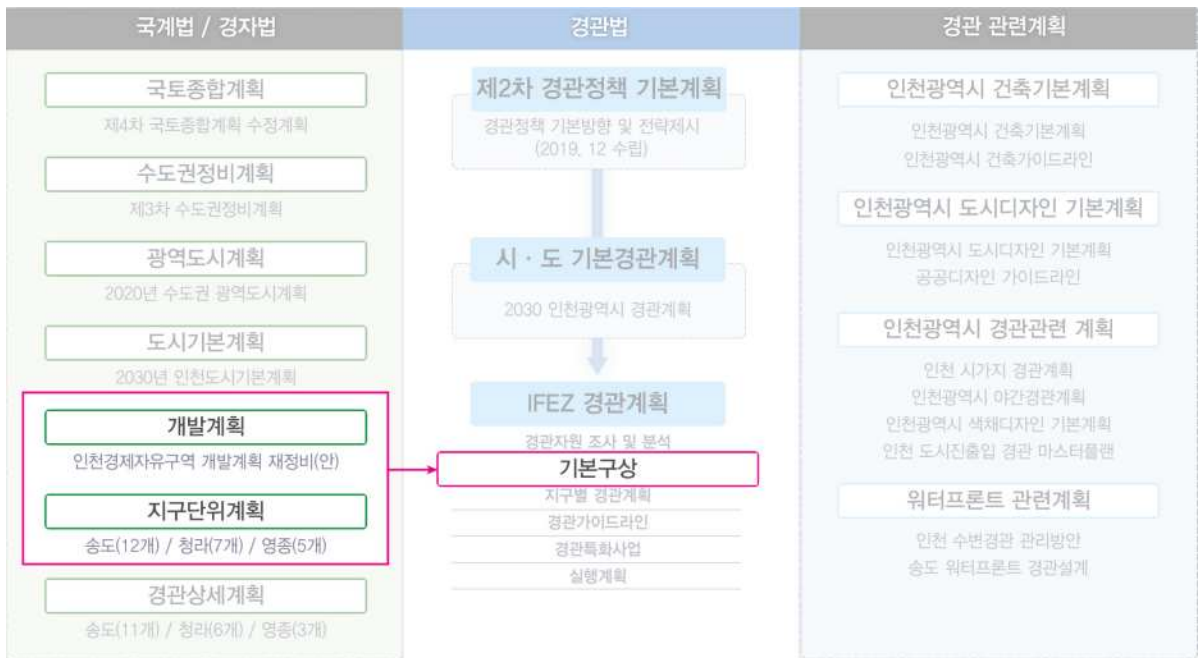 국계법 / 경자법
국토종합계획
제4차 국토종합계획 수정계획
수도권정비계획
제3차 수도권정비계획
광역도시계획
2020년 수도권 광역도시계획
도시기본계획
2030년 인천도시기본계획
개발계획
인천경제자유구역 개발계획 재정비(안)
지구단위계획
송도(12개) / 청라(7개) / 영종(5개)
경관상세계획
송도(11개) / 청라(6개) / 영종(3개)
경관법
제2차 경관정책 기본계획
경관정책 기본방향 및 전략제시
(2019. 12 수립)
시 · 도 기본경관계획
2030 인천광역시 경관계획
IFEZ 경관계획
경관자원 조사 및 분석
기본구상
지구별 경관계획
경관가이드라인
경관특화사업
실행계획
경관 관련계획
인천광역시 건축기본계획
인천광역시 건축기본계획
인천광역시 건축가이드라인
인천광역시 도시디자인 기본계획
인천광역시 도시디자인 기본계획
공공디자인 가이드라인
인천광역시 경관관련 계획
인천 시가지 경관계획
인천광역시 야간경관계획
인천광역시 색채디자인 기본계획
인천 도시진출입 경관 마스터플랜
워터프론트 관련계획
인천 수변경관 관리방안
송도 워터프론트 경관설계